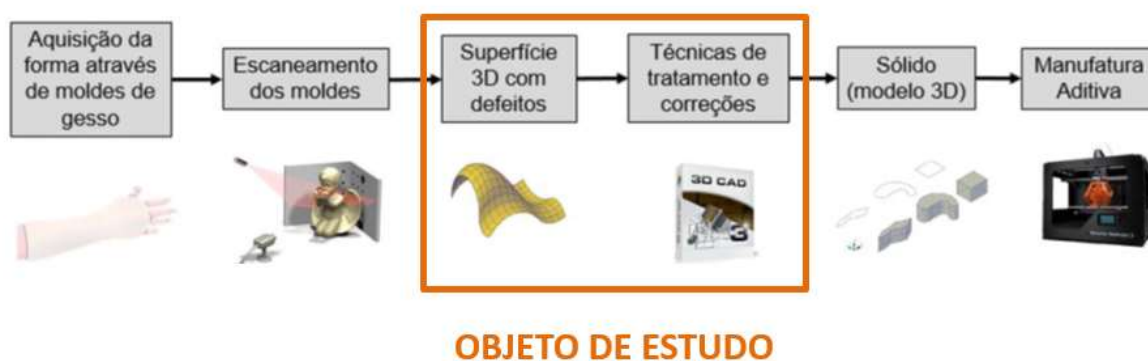 Aquisição da
forma através
de moldes de
gesso
Escaneamento
dos moldes
Superfície
3D com
defeitos
Técnicas de
tratamento e
correções
Sólido
(modelo 3D)
Manufatura
Aditiva
3D CAD
3
OBJETO DE ESTUDO